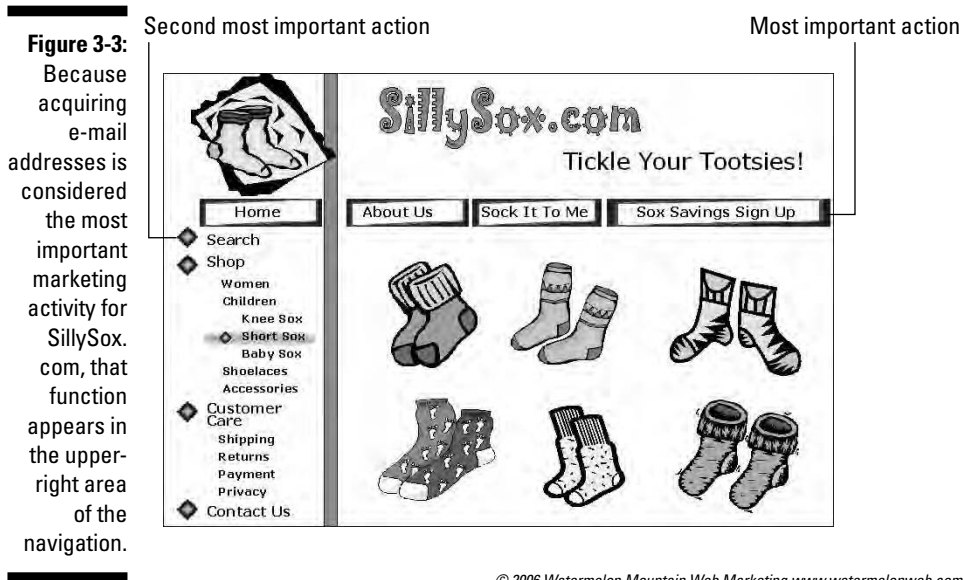 Second most important action
Most important action
Figure 3-3:
Because
acquiring
e-mail
addresses is
considered
the most
important
marketing
activity for
SillySox.
com, that
function
appears in
the upper-
right area
of the
navigation.
SillySox.com
Tickle Your Tootsies!
Home
About Us
Sock It To Me
Sox Savings Sign Up
Search
Shop
Women
Children
Knee Sox
Short Sox
Baby Sox
Shoelaces
Accessories
Customer
Care
Shipping
Returns
Payment
Privacy
Contact Us
© 2006 Watermelon Mountain Web Marketing www.watermelonweb.com